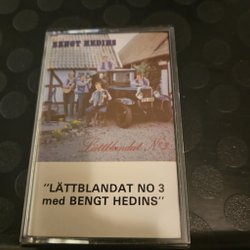 BENGT HEDINS
Lättblandat No 3
"LÄTTBLANDAT NO 3
med BENGT HEDINS"